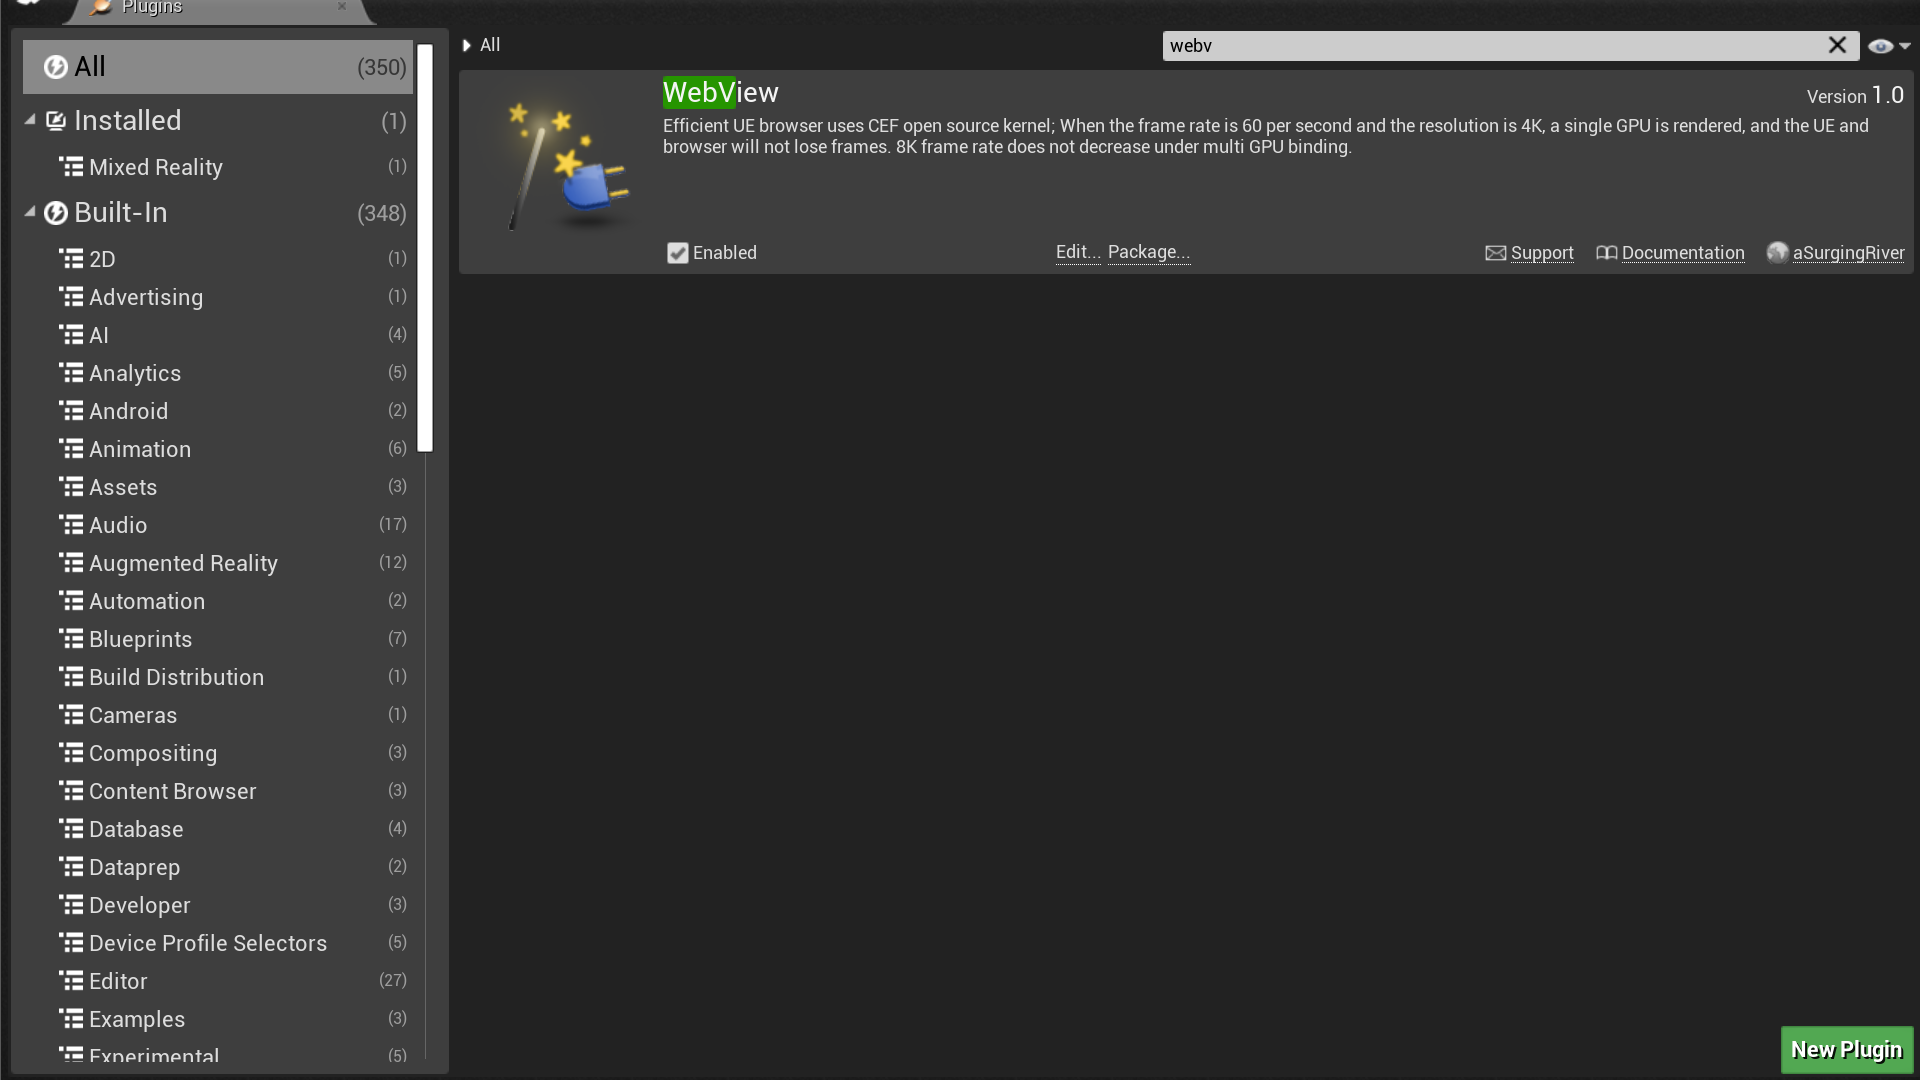 Plugins
All (350)
Installed (1)
Mixed Reality (1)
Built-In (348)
2D (1)
Advertising (1)
AI (4)
Analytics (5)
Android (2)
Animation (6)
Assets (3)
Audio (17)
Augmented Reality (12)
Automation (2)
Blueprints (7)
Build Distribution (1)
Cameras (1)
Compositing (3)
Content Browser (3)
Database (4)
Dataprep (2)
Developer (3)
Device Profile Selectors (5)
Editor (27)
Examples (3)
Experimental (5)
All
webv
WebView
Version 1.0
Efficient UE browser uses CEF open source kernel; When the frame rate is 60 per second and the resolution is 4K, a single GPU is rendered, and the UE and
browser will not lose frames. 8K frame rate does not decrease under multi GPU binding.
Enabled
Edit... Package...
Support Documentation aSurgingRiver
New Plugin